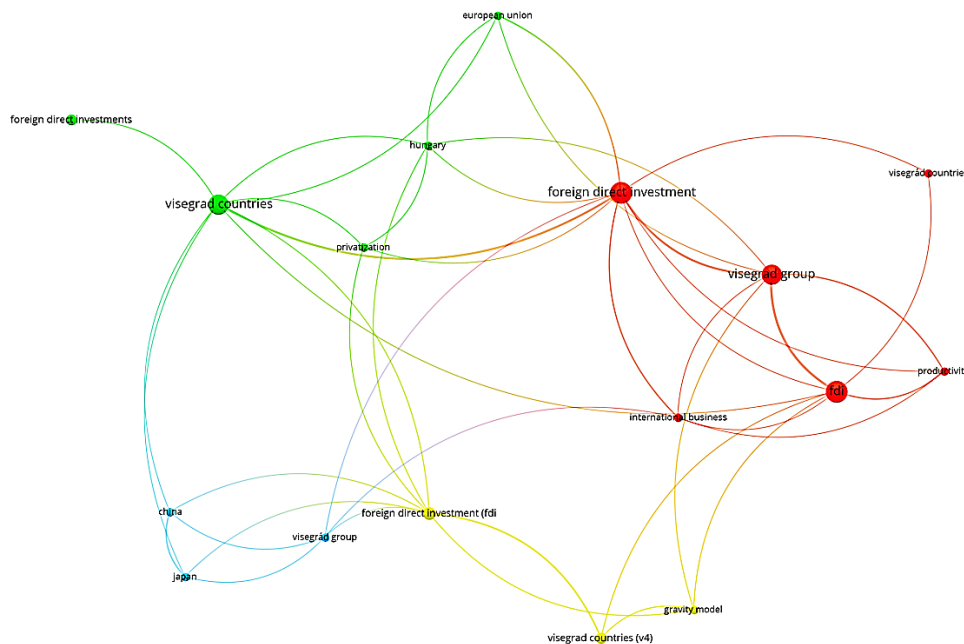 european union
foreign direct investments
hungary
visegrád countrie
foreign direct investment
visegrad countries
privatization
visegrad group
productivit
fdi
international business
china
foreign direct investment (fdi
visegrád group
japan
gravity model
visegrad countries (v4)